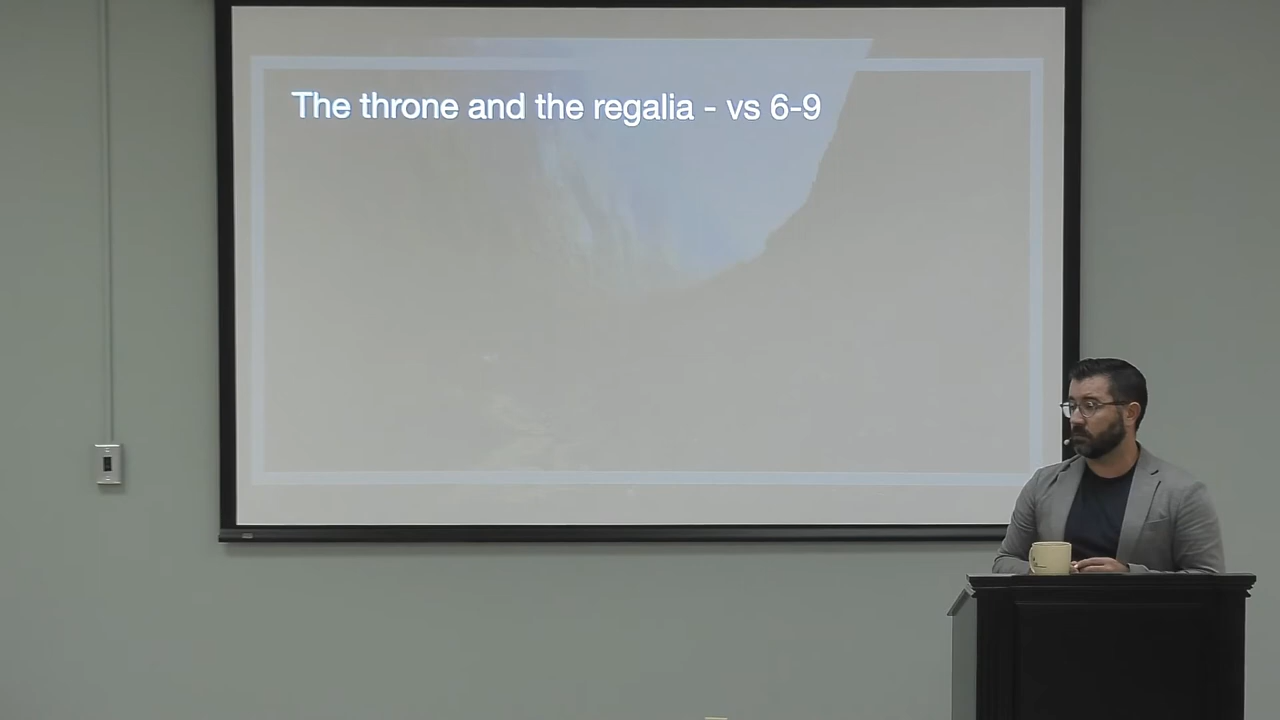 The throne and the regalia - vs 6-9